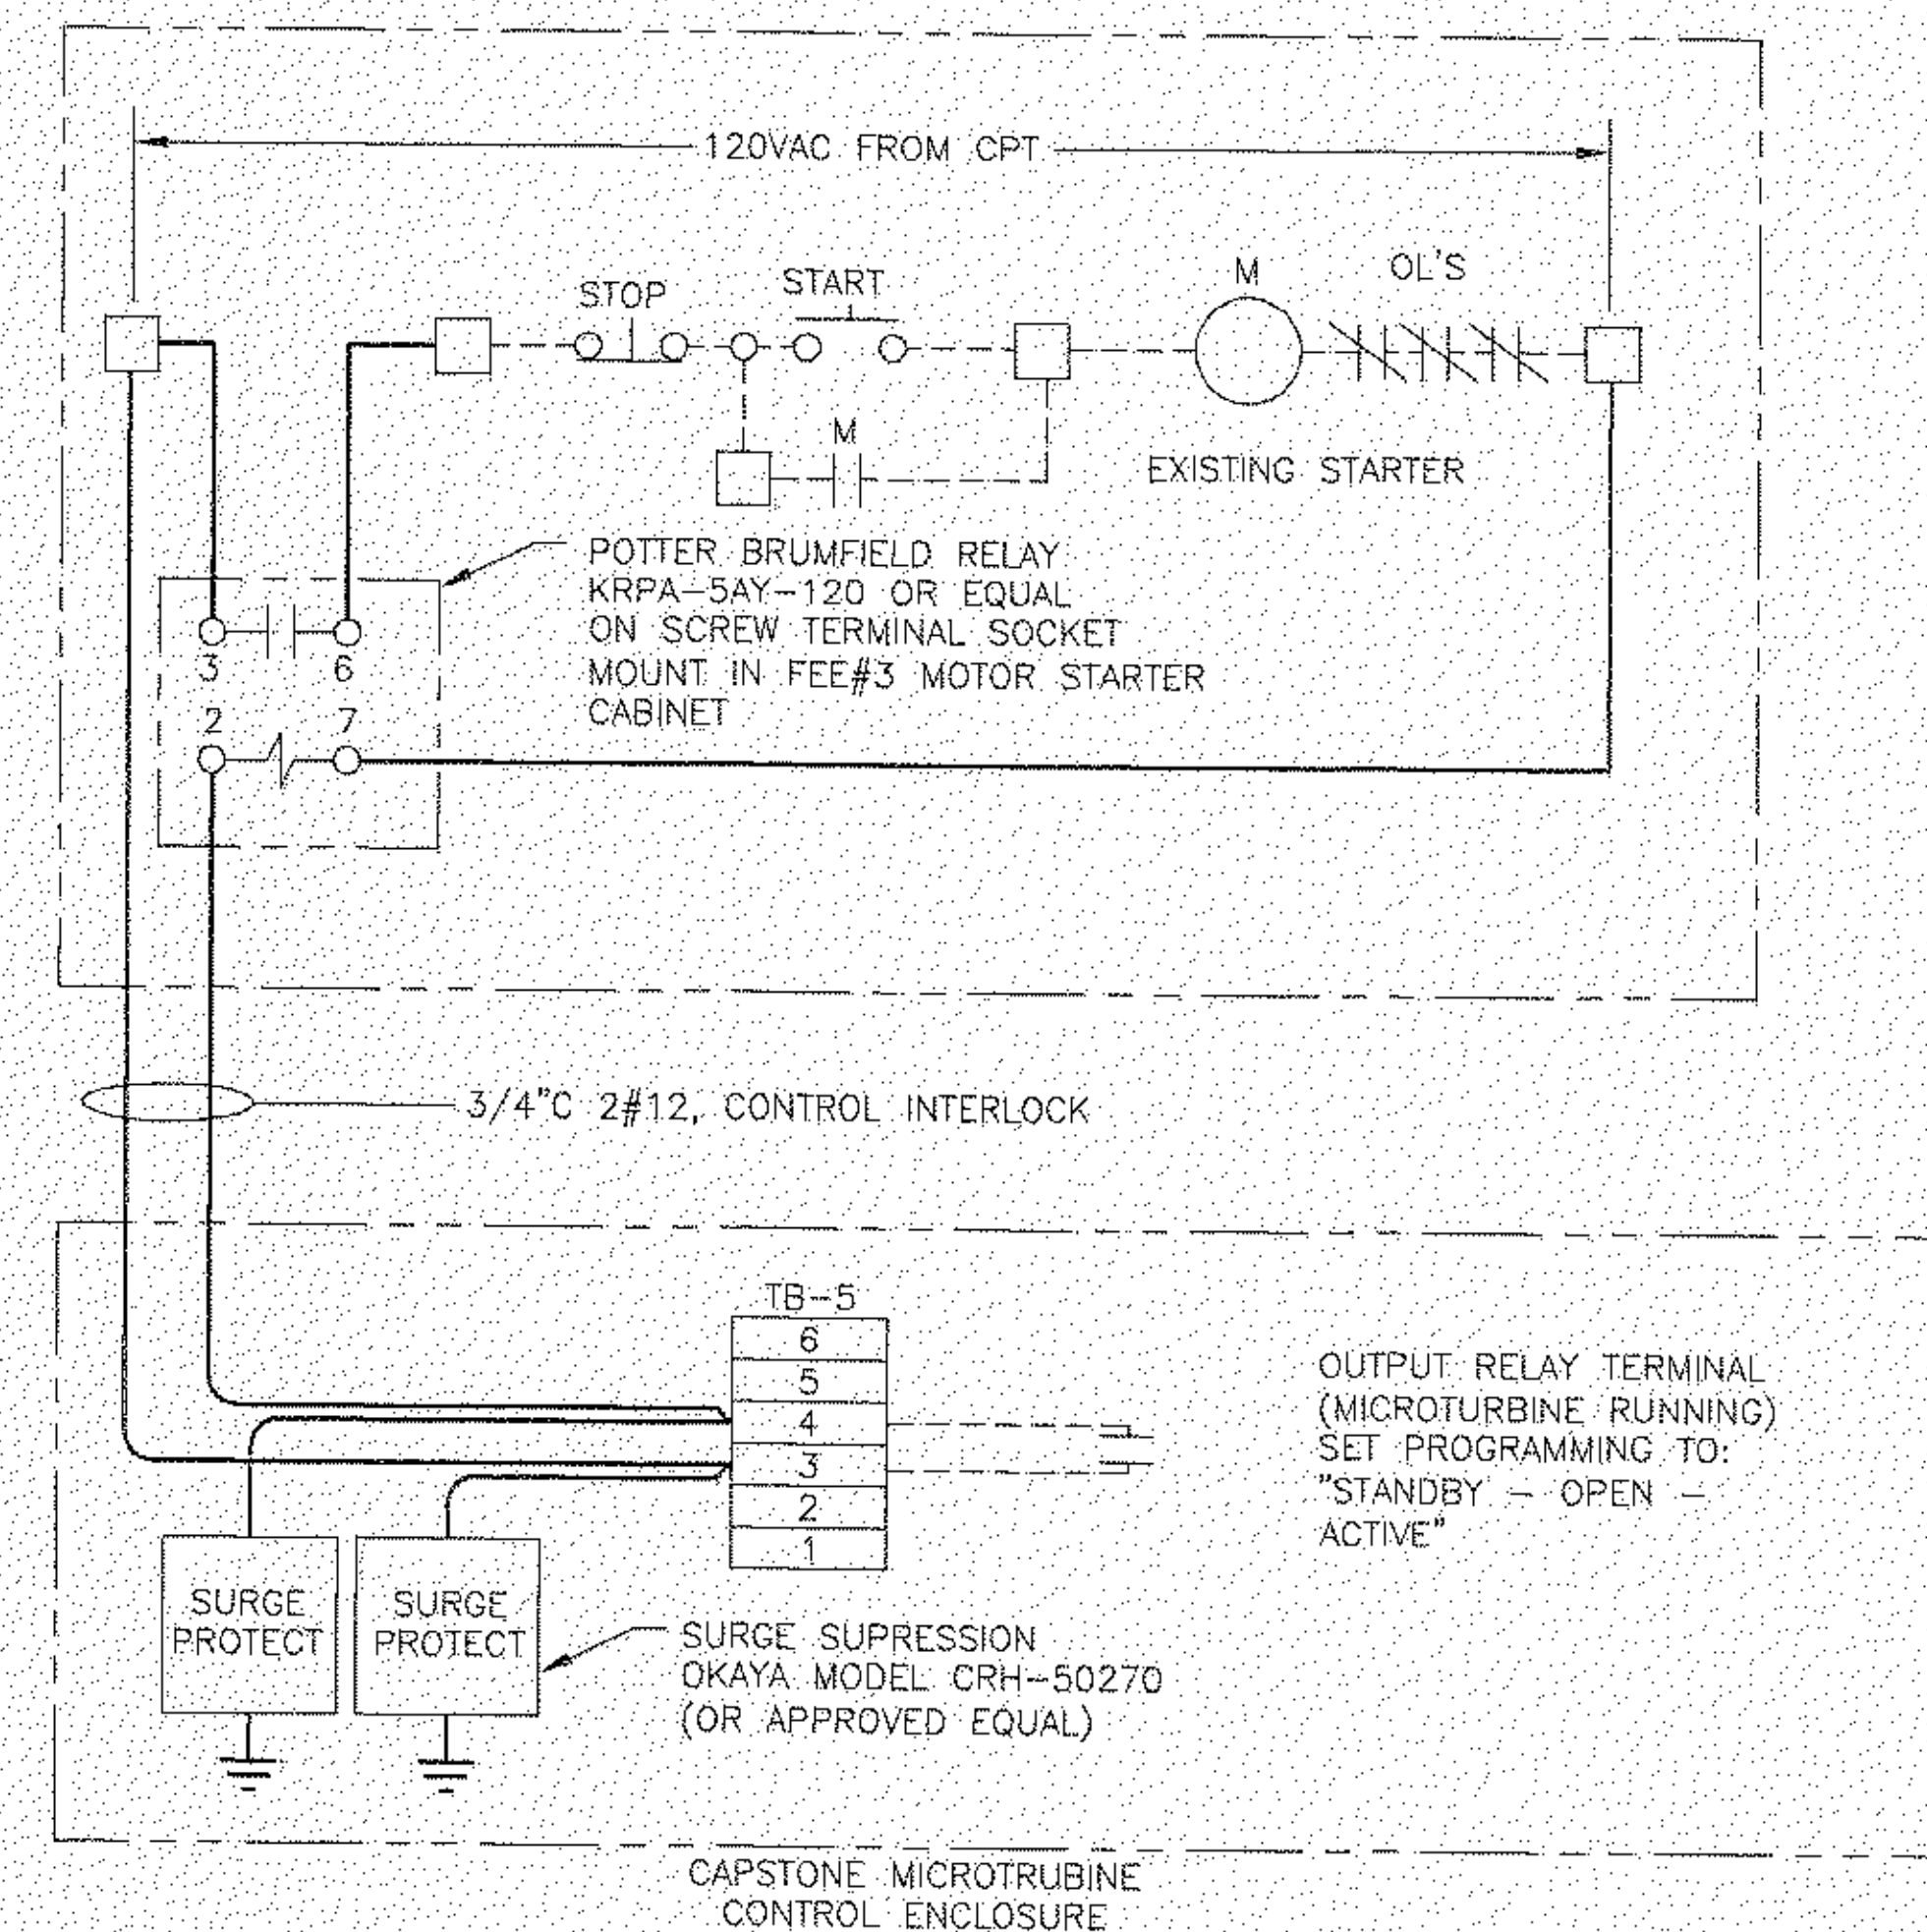 120VAC FROM CPT
STOP
START
M
OL'S
M
EXISTING STARTER
POTTER BRUMFIELD RELAY
KRPA-5AY-120 OR EQUAL
ON SCREW TERMINAL SOCKET
MOUNT IN FEE#3 MOTOR STARTER
CABINET
3
6
2
7
3/4"C 2#12, CONTROL INTERLOCK
TB-5
6
5
4
3
2
1
OUTPUT RELAY TERMINAL
(MICROTURBINE RUNNING)
SET PROGRAMMING TO:
"STANDBY - OPEN -
ACTIVE"
SURGE
PROTECT
SURGE
PROTECT
SURGE SUPRESSION
OKAYA MODEL CRH-50270
(OR APPROVED EQUAL)
CAPSTONE MICROTRUBINE
CONTROL ENCLOSURE